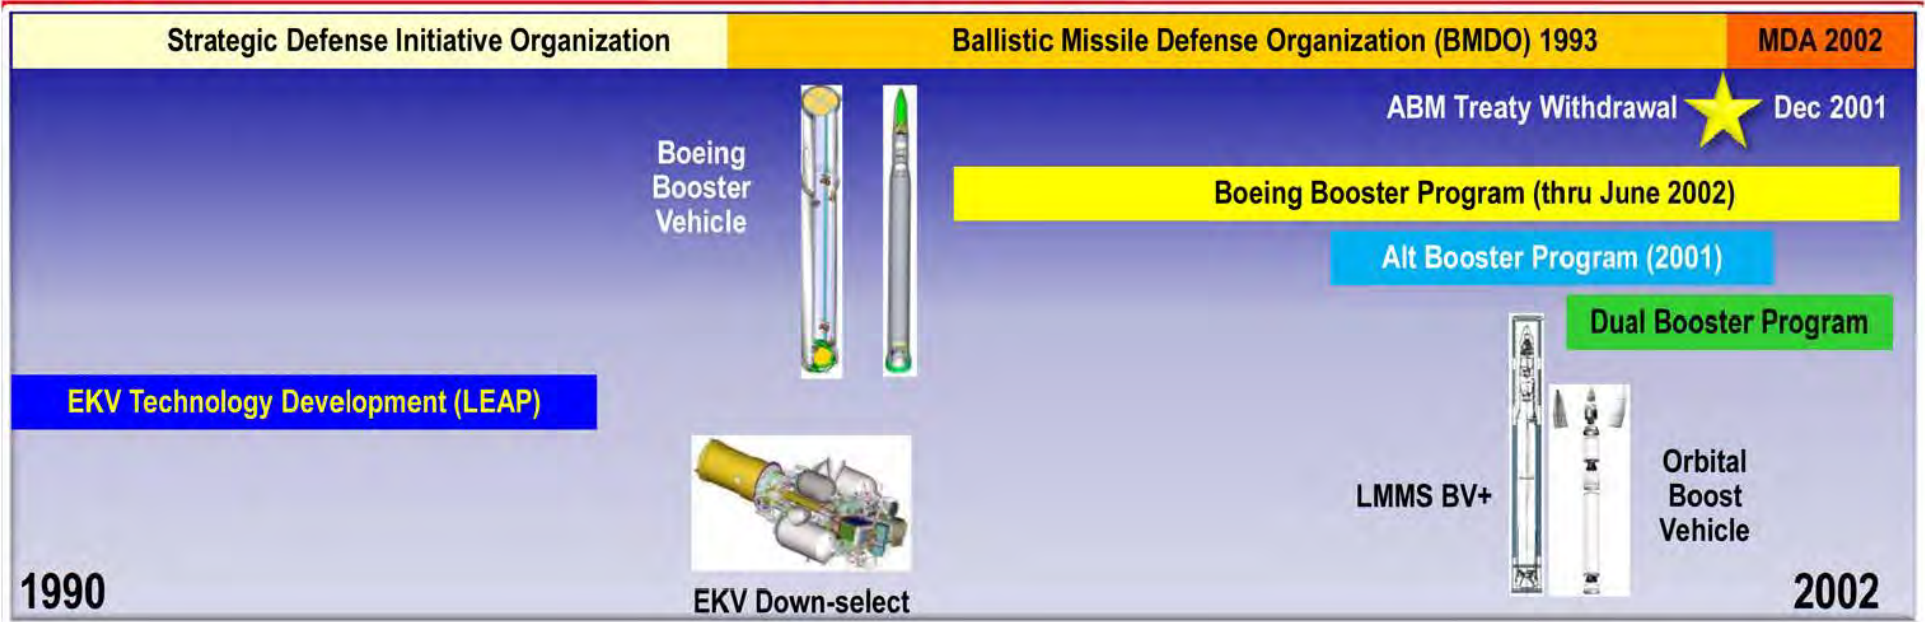 Strategic Defense Initiative Organization
Ballistic Missile Defense Organization (BMDO) 1993
MDA 2002
ABM Treaty Withdrawal
Dec 2001
Boeing
Booster
Vehicle
Boeing Booster Program (thru June 2002)
Alt Booster Program (2001)
Dual Booster Program
EKV Technology Development (LEAP)
LMMS BV+
Orbital
Boost
Vehicle
1990
EKV Down-select
2002